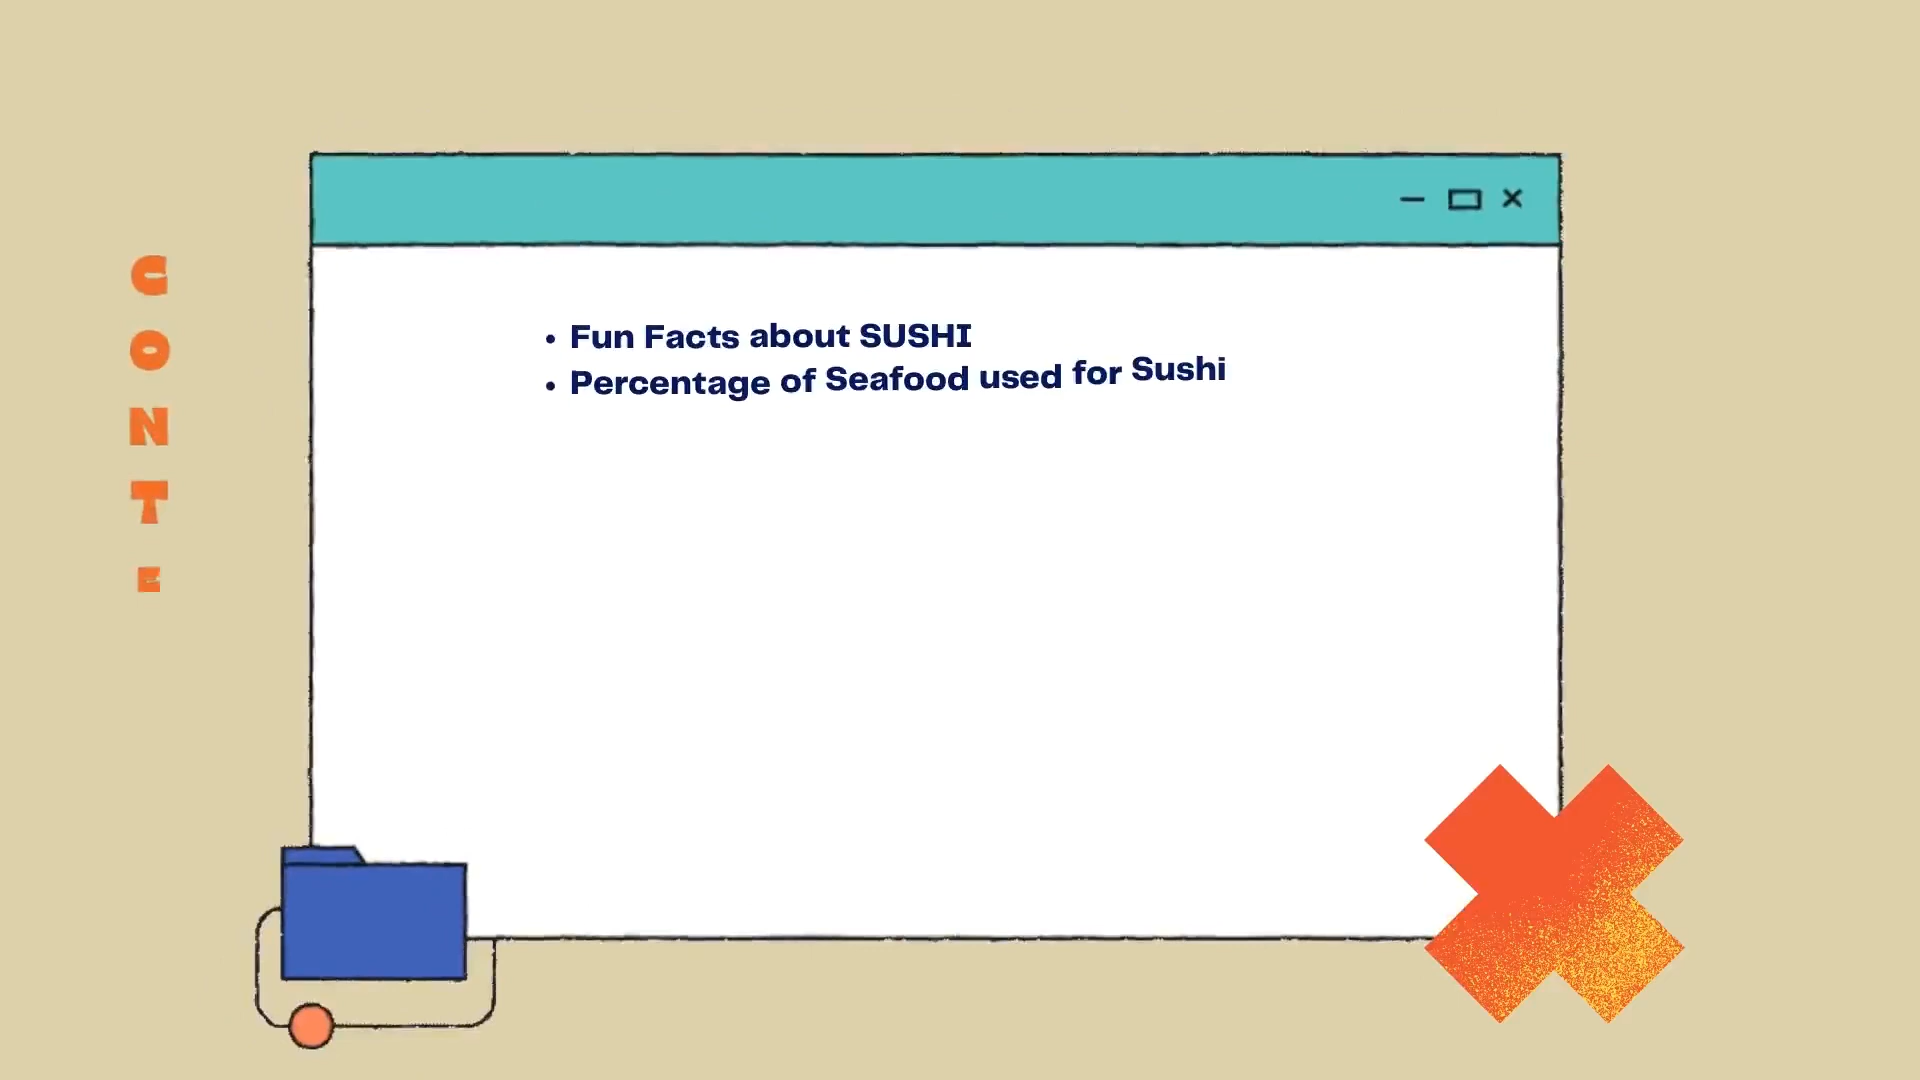 C
O
N
T
E
• Fun Facts about SUSHI
• Percentage of Seafood used for Sushi